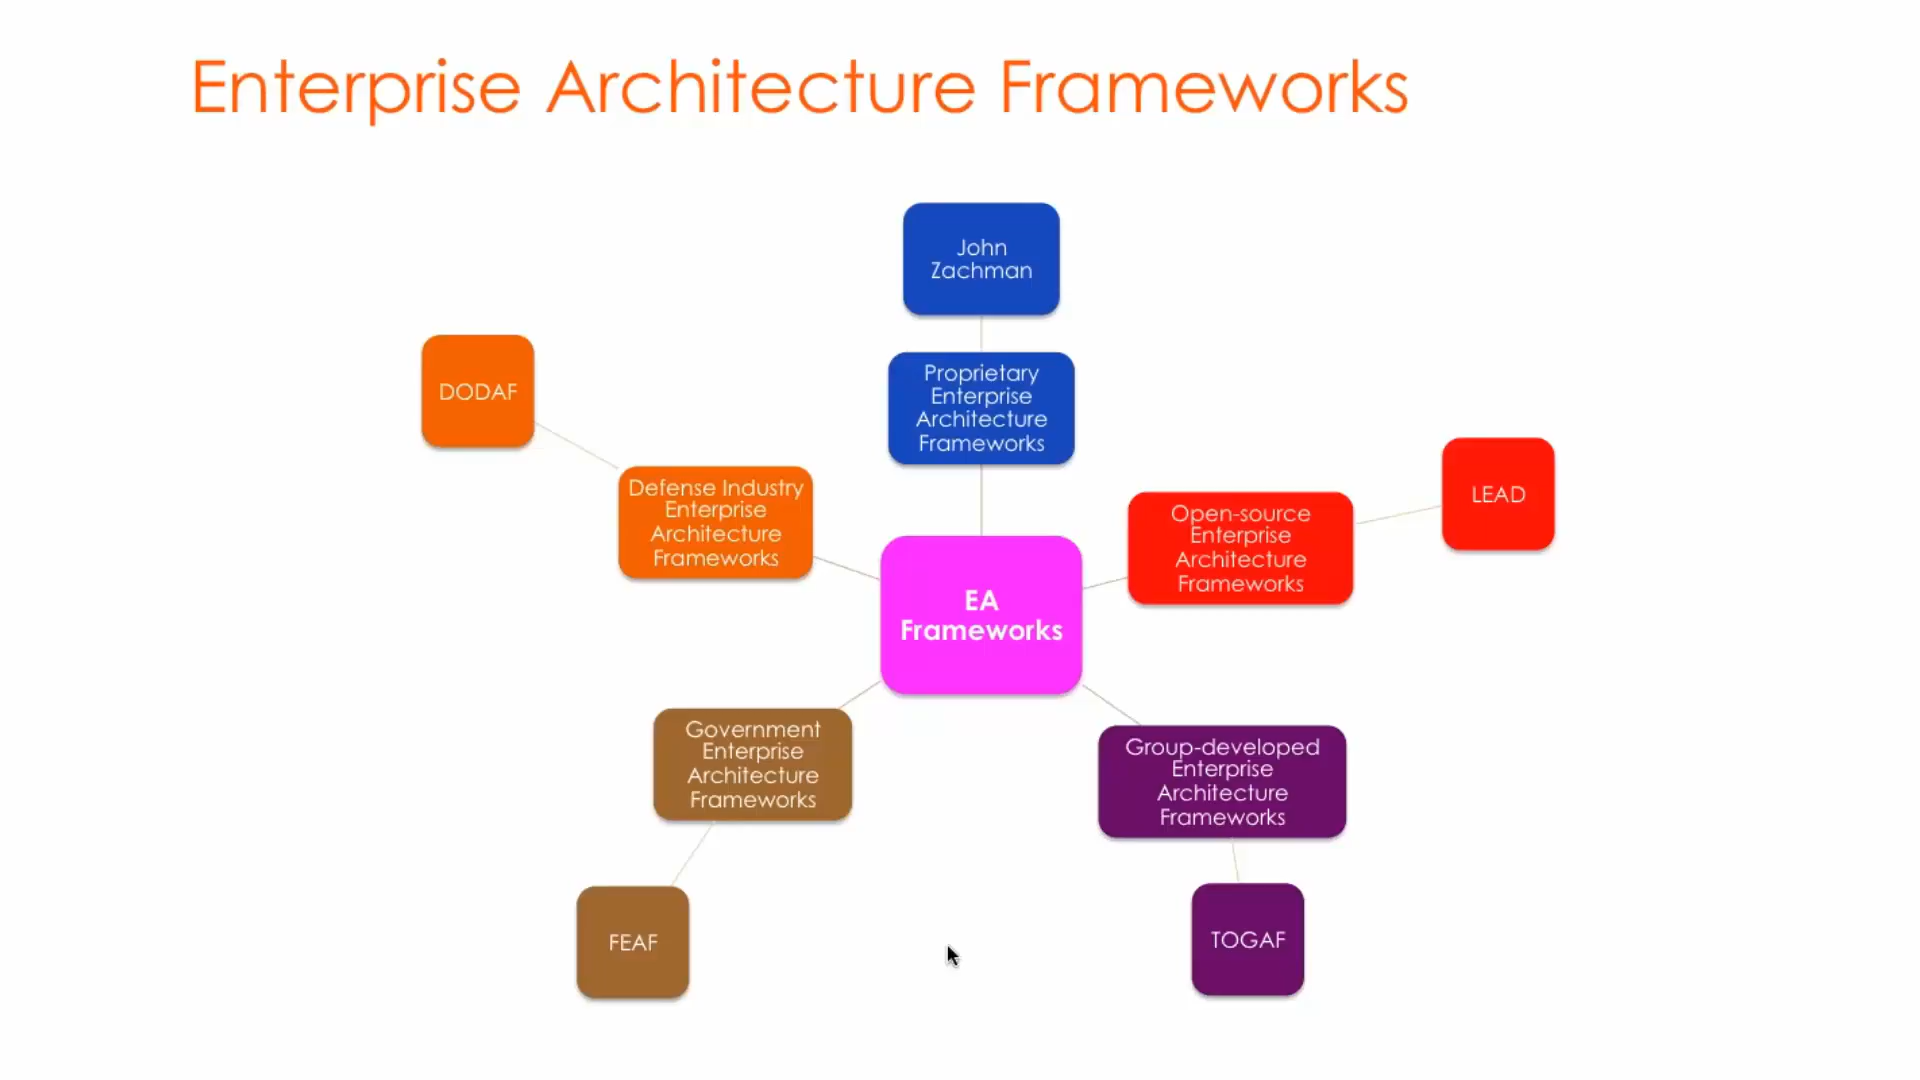 Enterprise Architecture Frameworks
John
Zachman
Proprietary
Enterprise
Architecture
Frameworks
DODAF
Defense Industry
Enterprise
Architecture
Frameworks
LEAD
Open-source
Enterprise
Architecture
Frameworks
EA
Frameworks
Government
Enterprise
Architecture
Frameworks
Group-developed
Enterprise
Architecture
Frameworks
FEAF
TOGAF